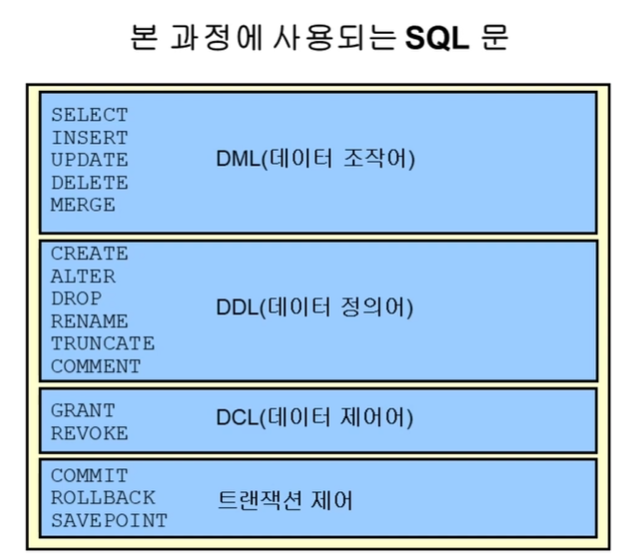 본 과정에 사용되는 SQL 문
SELECT
INSERT
UPDATE
DELETE
MERGE
DML(데이터 조작어)
CREATE
ALTER
DROP
RENAME
TRUNCATE
COMMENT
DDL(데이터 정의어)
GRANT
REVOKE
DCL(데이터 제어어)
COMMIT
ROLLBACK
SAVEPOINT
트랜잭션 제어